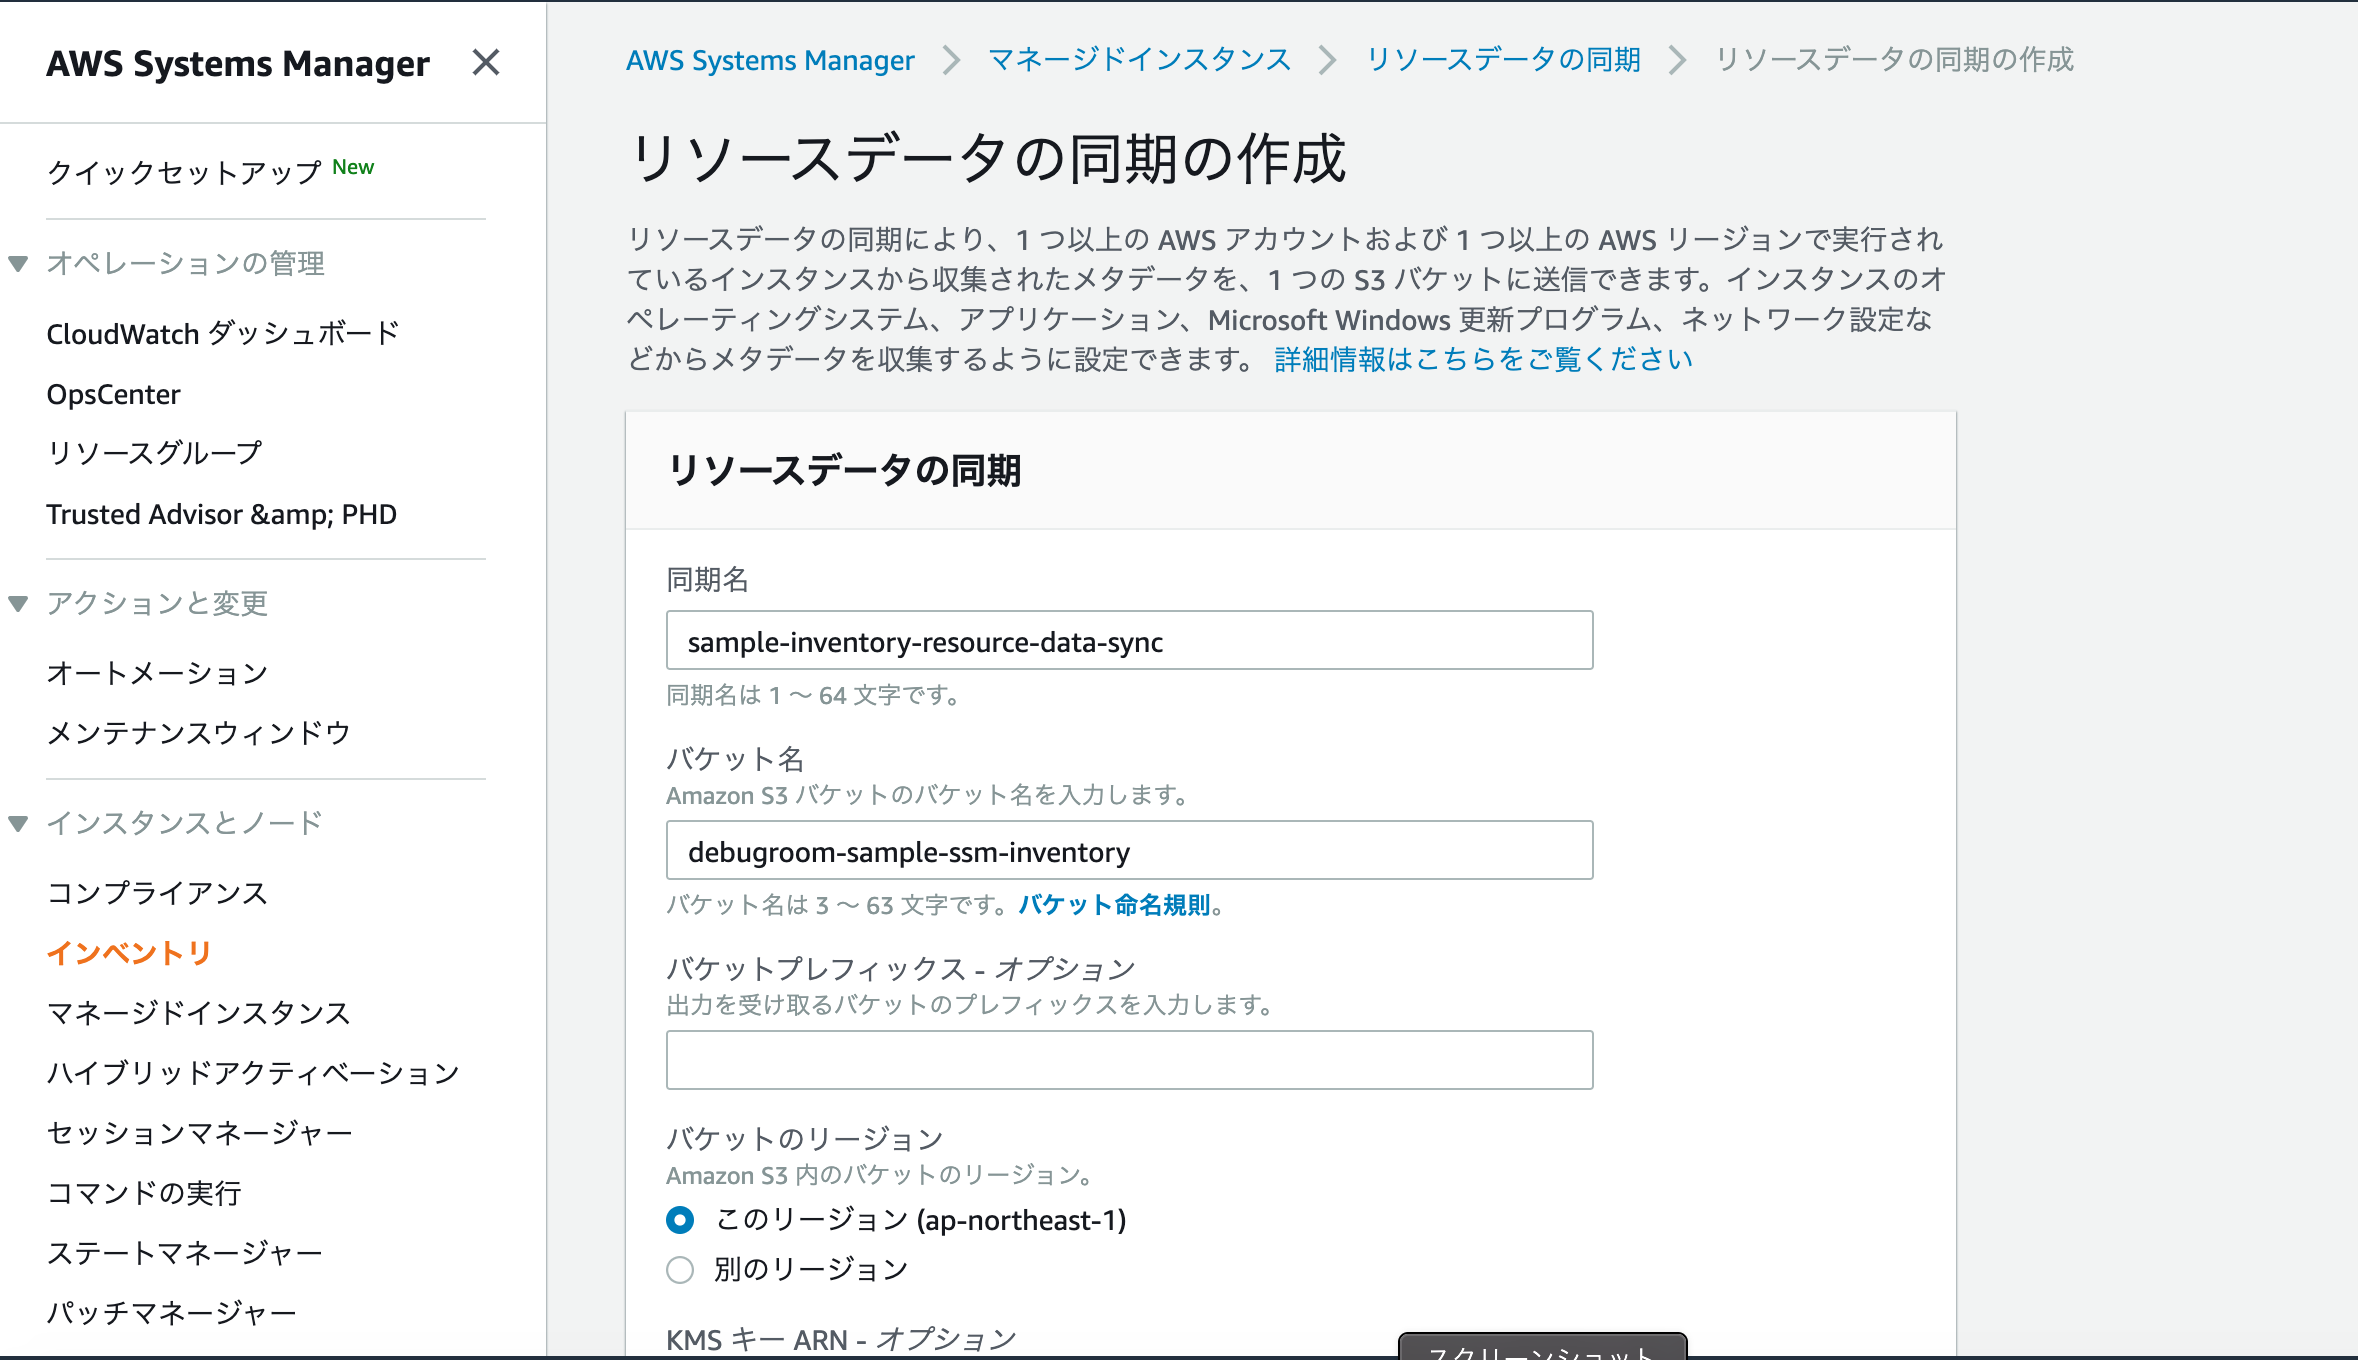 AWS Systems Manager
クイックセットアップ New
オペレーションの管理
CloudWatch ダッシュボード
OpsCenter
リソースグループ
Trusted Advisor &amp; PHD
アクションと変更
オートメーション
メンテナンスウィンドウ
インスタンスとノード
コンプライアンス
インベントリ
マネージドインスタンス
ハイブリッドアクティベーション
セッションマネージャー
コマンドの実行
ステートマネージャー
パッチマネージャー
AWS Systems Manager マネージドインスタンス リソースデータの同期 リソースデータの同期の作成
リソースデータの同期の作成
リソースデータの同期により、1 つ以上の AWS アカウントおよび 1 つ以上の AWS リージョンで実行され
ているインスタンスから収集されたメタデータを、1 つの S3 バケットに送信できます。インスタンスのオ
ペレーティングシステム、アプリケーション、Microsoft Windows 更新プログラム、ネットワーク設定な
どからメタデータを収集するように設定できます。 詳細情報はこちらをご覧ください
リソースデータの同期
同期名
sample-inventory-resource-data-sync
同期名は 1 ～ 64 文字です。
バケット名
Amazon S3 バケットのバケット名を入力します。
debugroom-sample-ssm-inventory
バケット名は 3 ～ 63 文字です。バケット命名規則。
バケットプレフィックス - オプション
出力を受け取るバケットのプレフィックスを入力します。
バケットのリージョン
Amazon S3 内のバケットのリージョン。
このリージョン (ap-northeast-1)
別のリージョン
KMS キー ARN - オプション
スクリーンショット